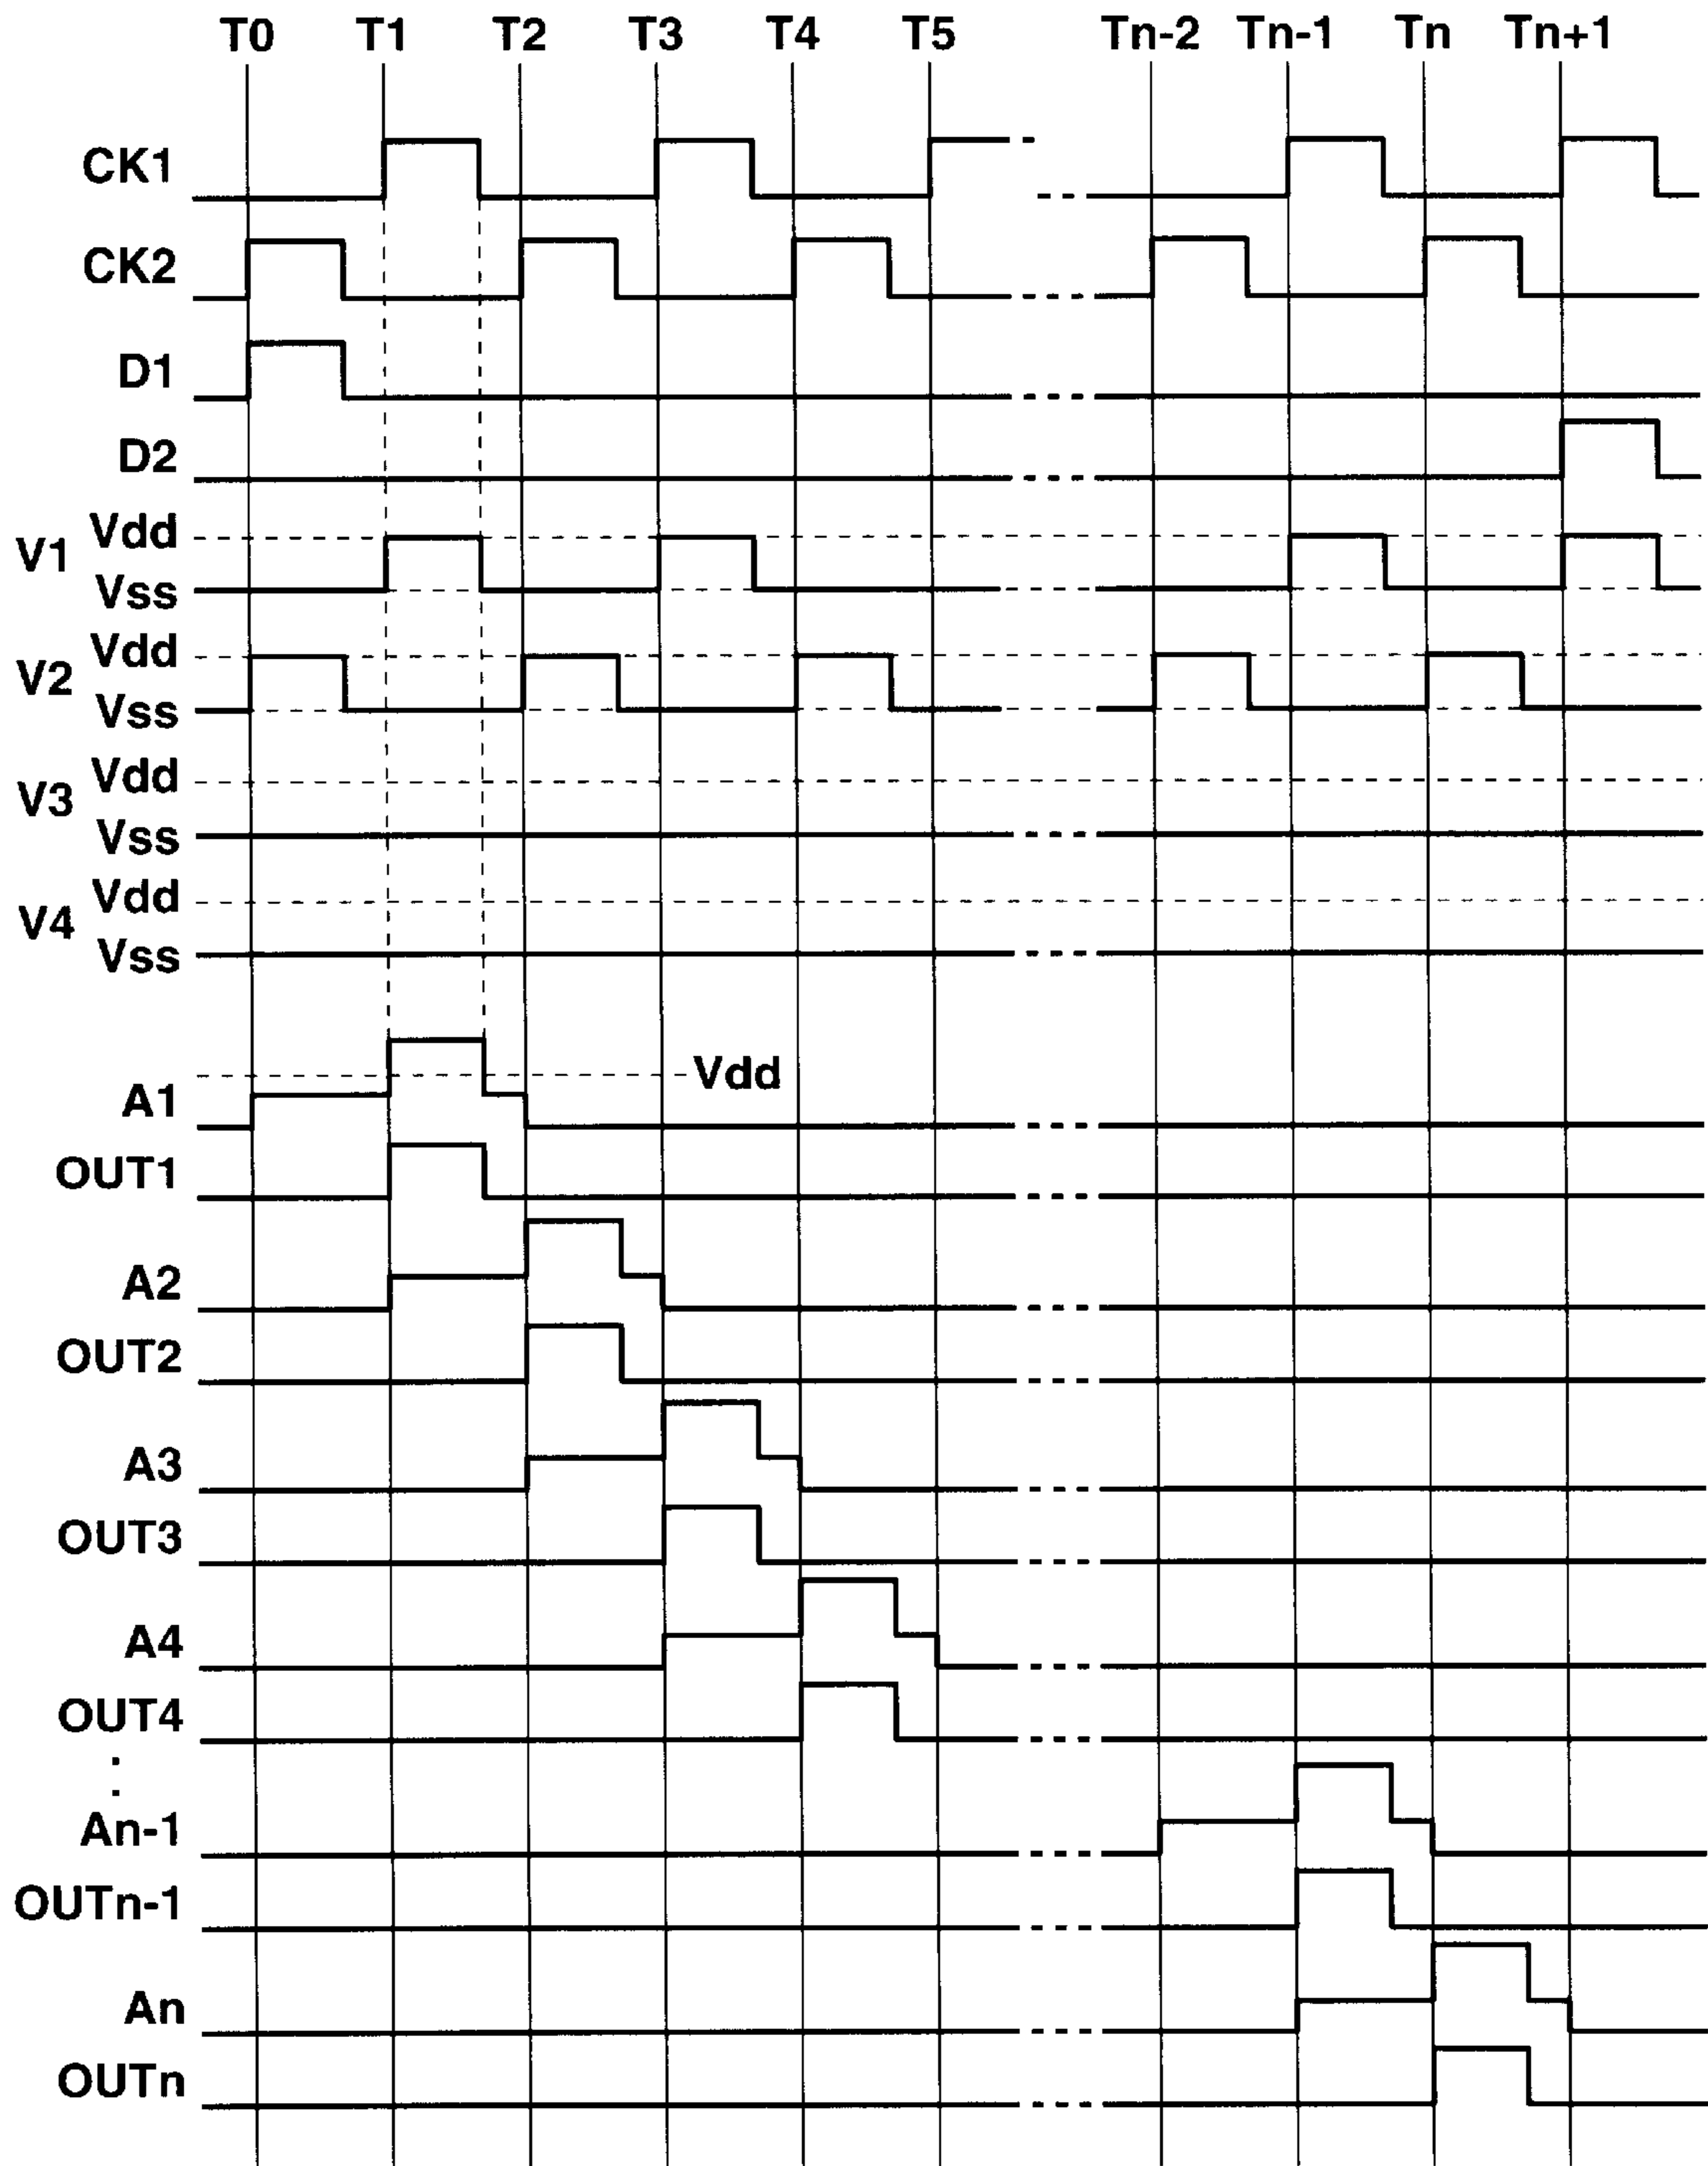 T0 T1 T2 T3 T4 T5 Tn-2 Tn-1 Tn Tn+1
CK1
CK2
D1
D2
V1 Vdd
Vss
V2 Vdd
Vss
V3 Vdd
Vss
V4 Vdd
Vss
Vdd
A1
OUT1
A2
OUT2
A3
OUT3
A4
OUT4
:
An-1
OUTn-1
An
OUTn